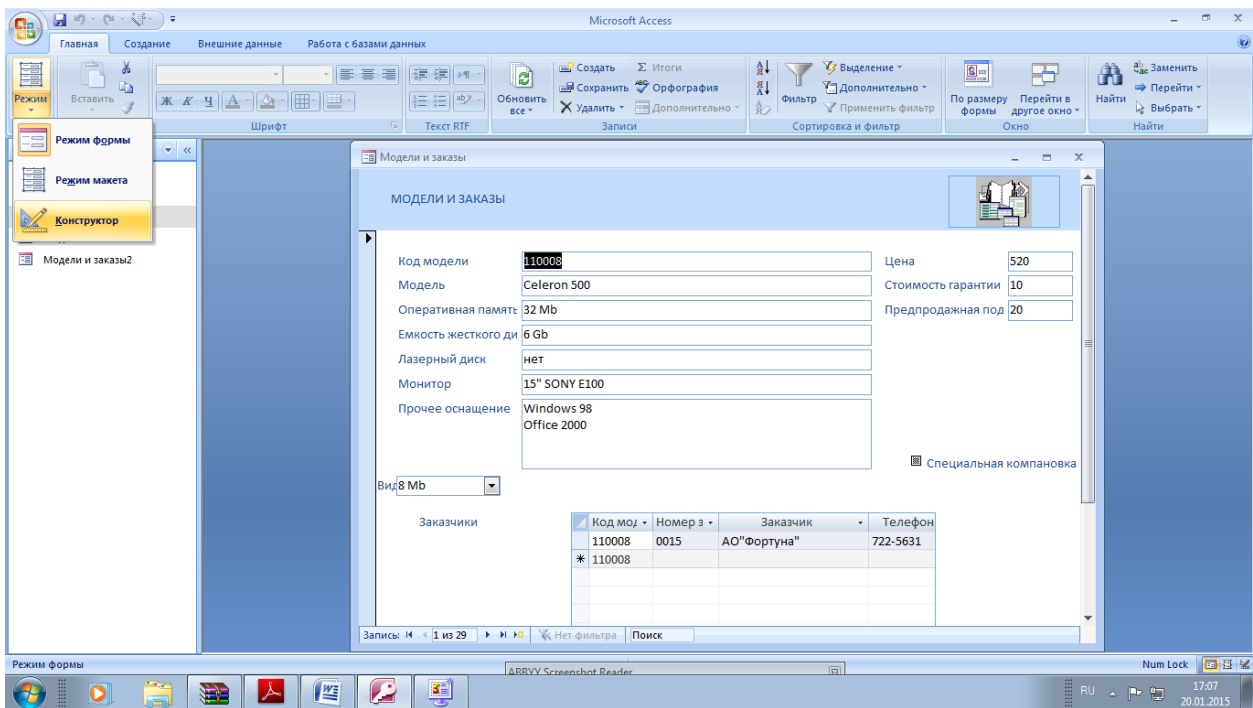 Microsoft Access
Главная Создание Внешние данные Работа с базами данных
Режим
Вставить
Ж К Ч
Шрифт
Текст RTF
Обновить все
Создать
Сохранить
Удалить
Итоги
Орфография
Дополнительно
Записи
Фильтр
Выделение
Дополнительно
Применить фильтр
Сортировка и фильтр
По размеру формы
Перейти в другое окно
Окно
Найти
Заменить
Перейти
Выбрать
Найти
Режим формы
Режим макета
Конструктор
Модели и заказы2
Модели и заказы
МОДЕЛИ И ЗАКАЗЫ
Код модели 110008 Цена 520
Модель Celeron 500 Стоимость гарантии 10
Оперативная память 32 Mb Предпродажная под 20
Емкость жесткого ди 6 Gb
Лазерный диск нет
Монитор 15" SONY E100
Прочее оснащение Windows 98
Office 2000
Специальная компановка
Вид 8 Mb
Заказчики
Код мод Номер з Заказчик Телефон
110008 0015 АО"Фортуна" 722-5631
110008
Запись: 1 из 29 Нет фильтра Поиск
Режим формы Num Lock
ABBYY Screenshot Reader
RU 17:07
20.01.2015